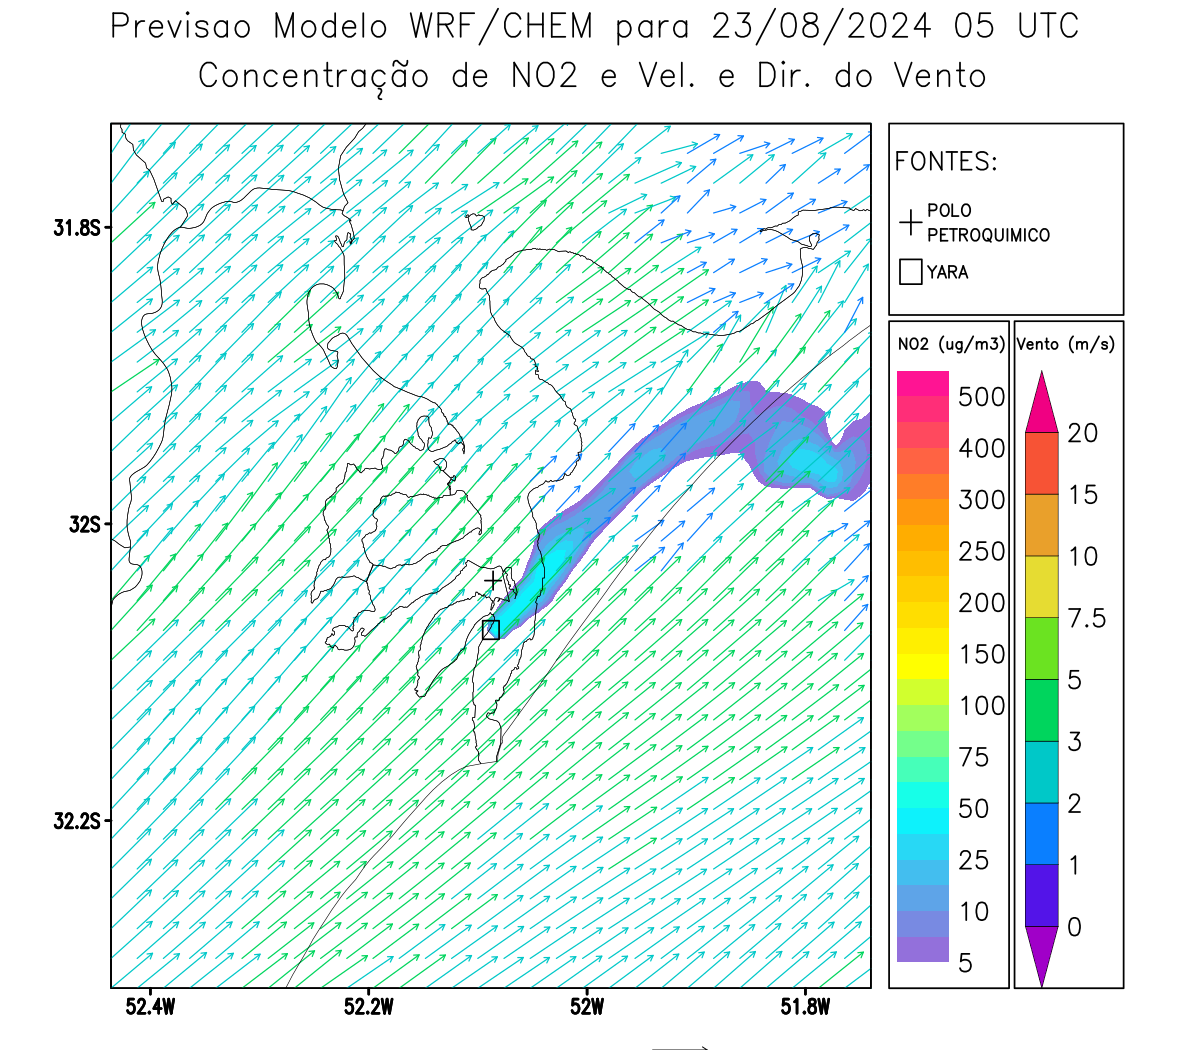 Previsao Modelo WRF/CHEM para 23/08/2024 05 UTC
Concentração de NO2 e Vel. e Dir. do Vento
FONTES:
POLO
PETROQUIMICO
YARA
31.8S
32S
32.2S
52.4W
52.2W
52W
51.8W
NO2 (ug/m3)
500
400
300
250
200
150
100
75
50
25
10
5
Vento (m/s)
20
15
10
7.5
5
3
2
1
0